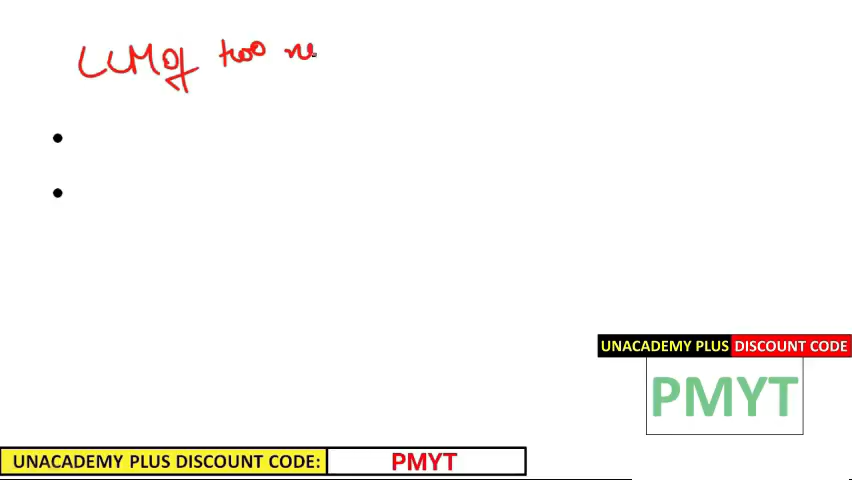 LCM of two
UNACADEMY PLUS DISCOUNT CODE
PMYT
UNACADEMY PLUS DISCOUNT CODE: PMYT